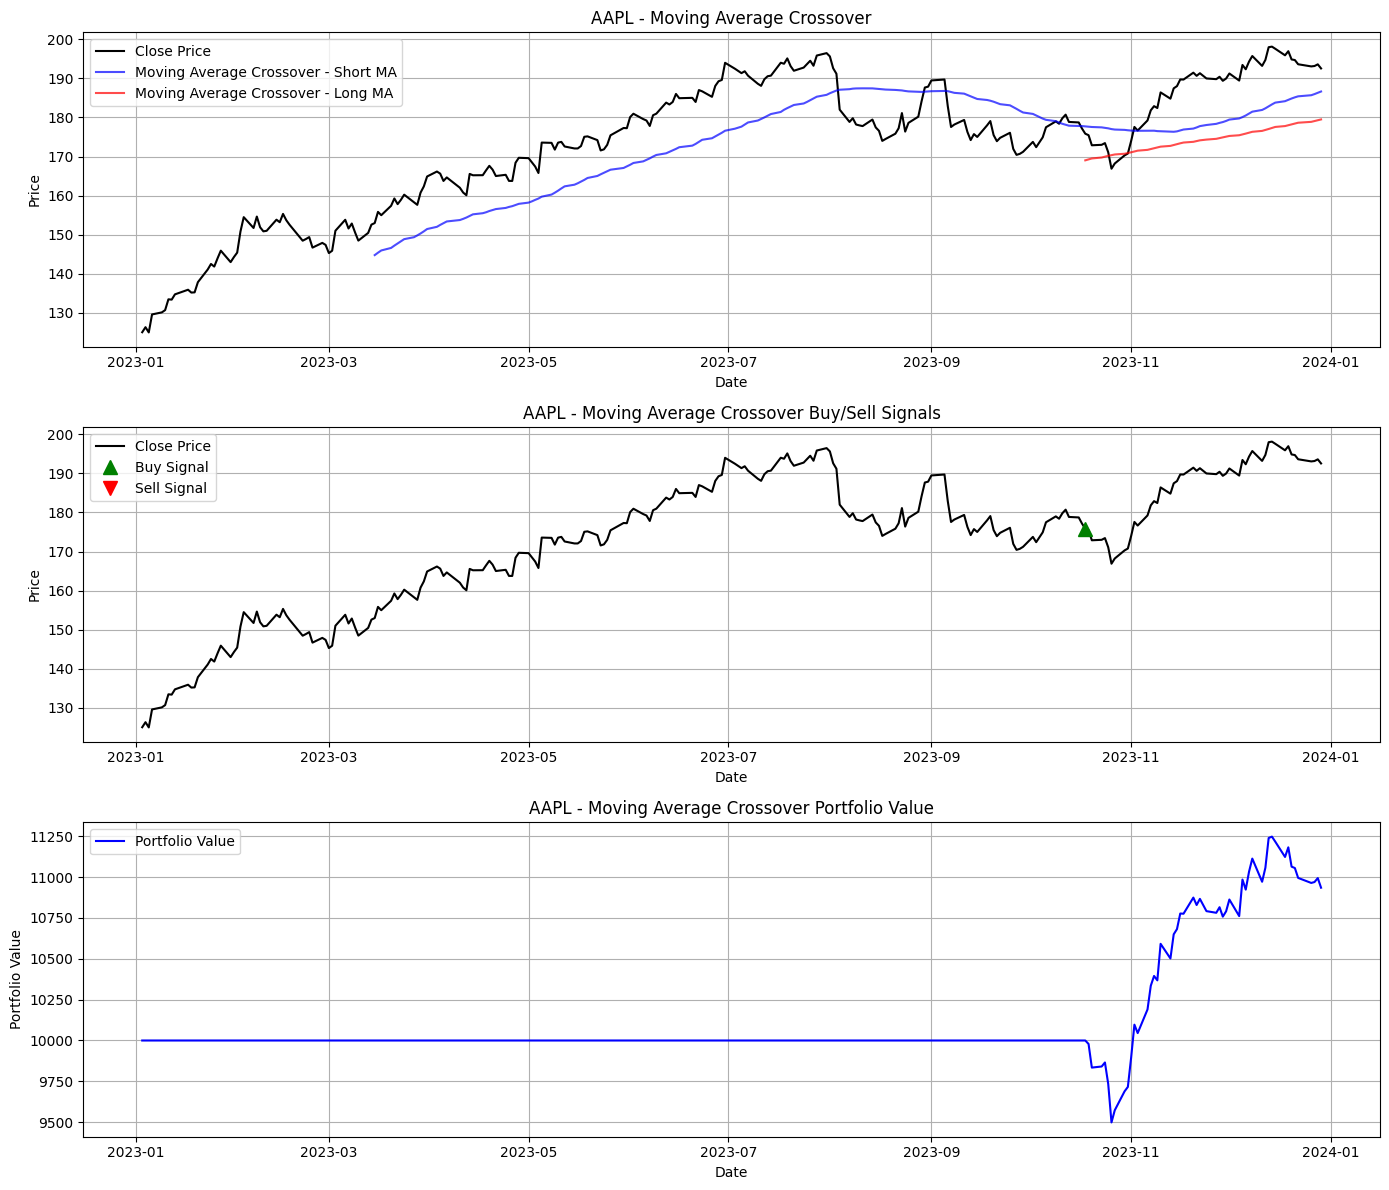 AAPL - Moving Average Crossover
Close Price
Moving Average Crossover - Short MA
Moving Average Crossover - Long MA
Price
200
190
180
170
160
150
140
130
2023-01 2023-03 2023-05 2023-07 2023-09 2023-11 2024-01
Date
AAPL - Moving Average Crossover Buy/Sell Signals
Close Price
Buy Signal
Sell Signal
Price
200
190
180
170
160
150
140
130
2023-01 2023-03 2023-05 2023-07 2023-09 2023-11 2024-01
Date
AAPL - Moving Average Crossover Portfolio Value
Portfolio Value
Portfolio Value
11250
11000
10750
10500
10250
10000
9750
9500
2023-01 2023-03 2023-05 2023-07 2023-09 2023-11 2024-01
Date